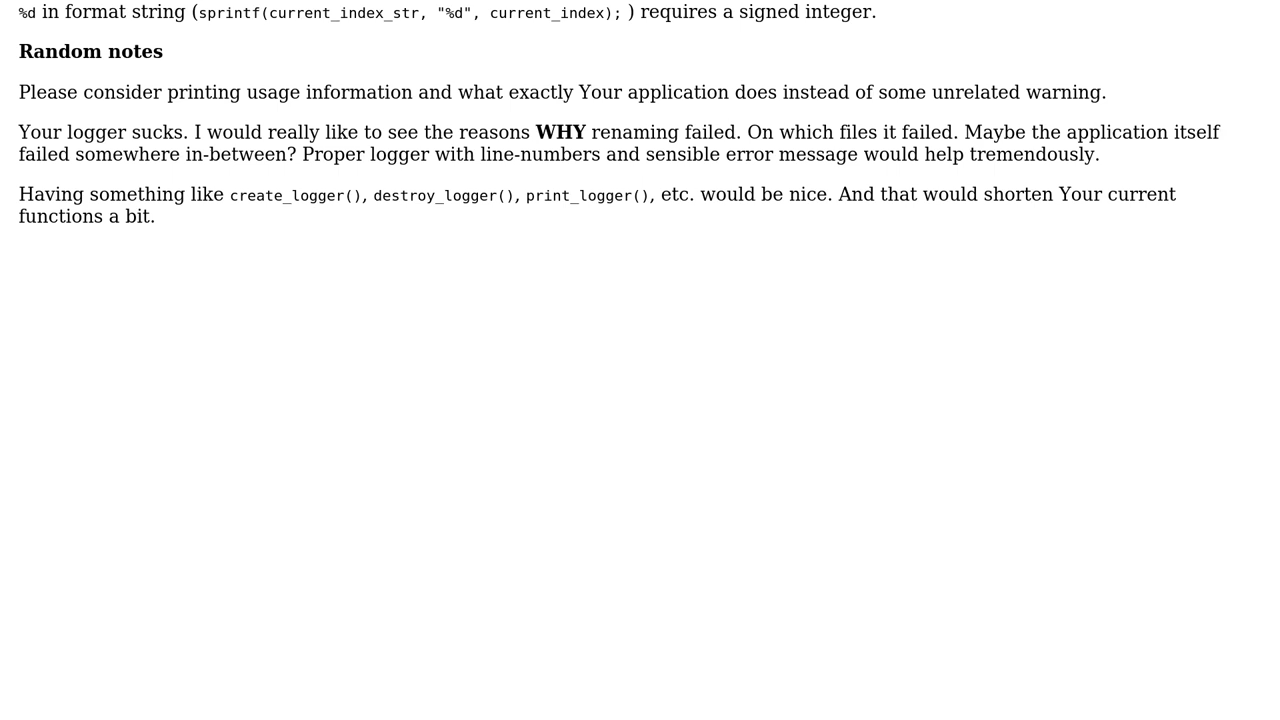 %d in format string (sprintf(current_index_str, "%d", current_index); ) requires a signed integer.
Random notes
Please consider printing usage information and what exactly Your application does instead of some unrelated warning.
Your logger sucks. I would really like to see the reasons WHY renaming failed. On which files it failed. Maybe the application itself
failed somewhere in-between? Proper logger with line-numbers and sensible error message would help tremendously.
Having something like create_logger(), destroy_logger(), print_logger(), etc. would be nice. And that would shorten Your current
functions a bit.